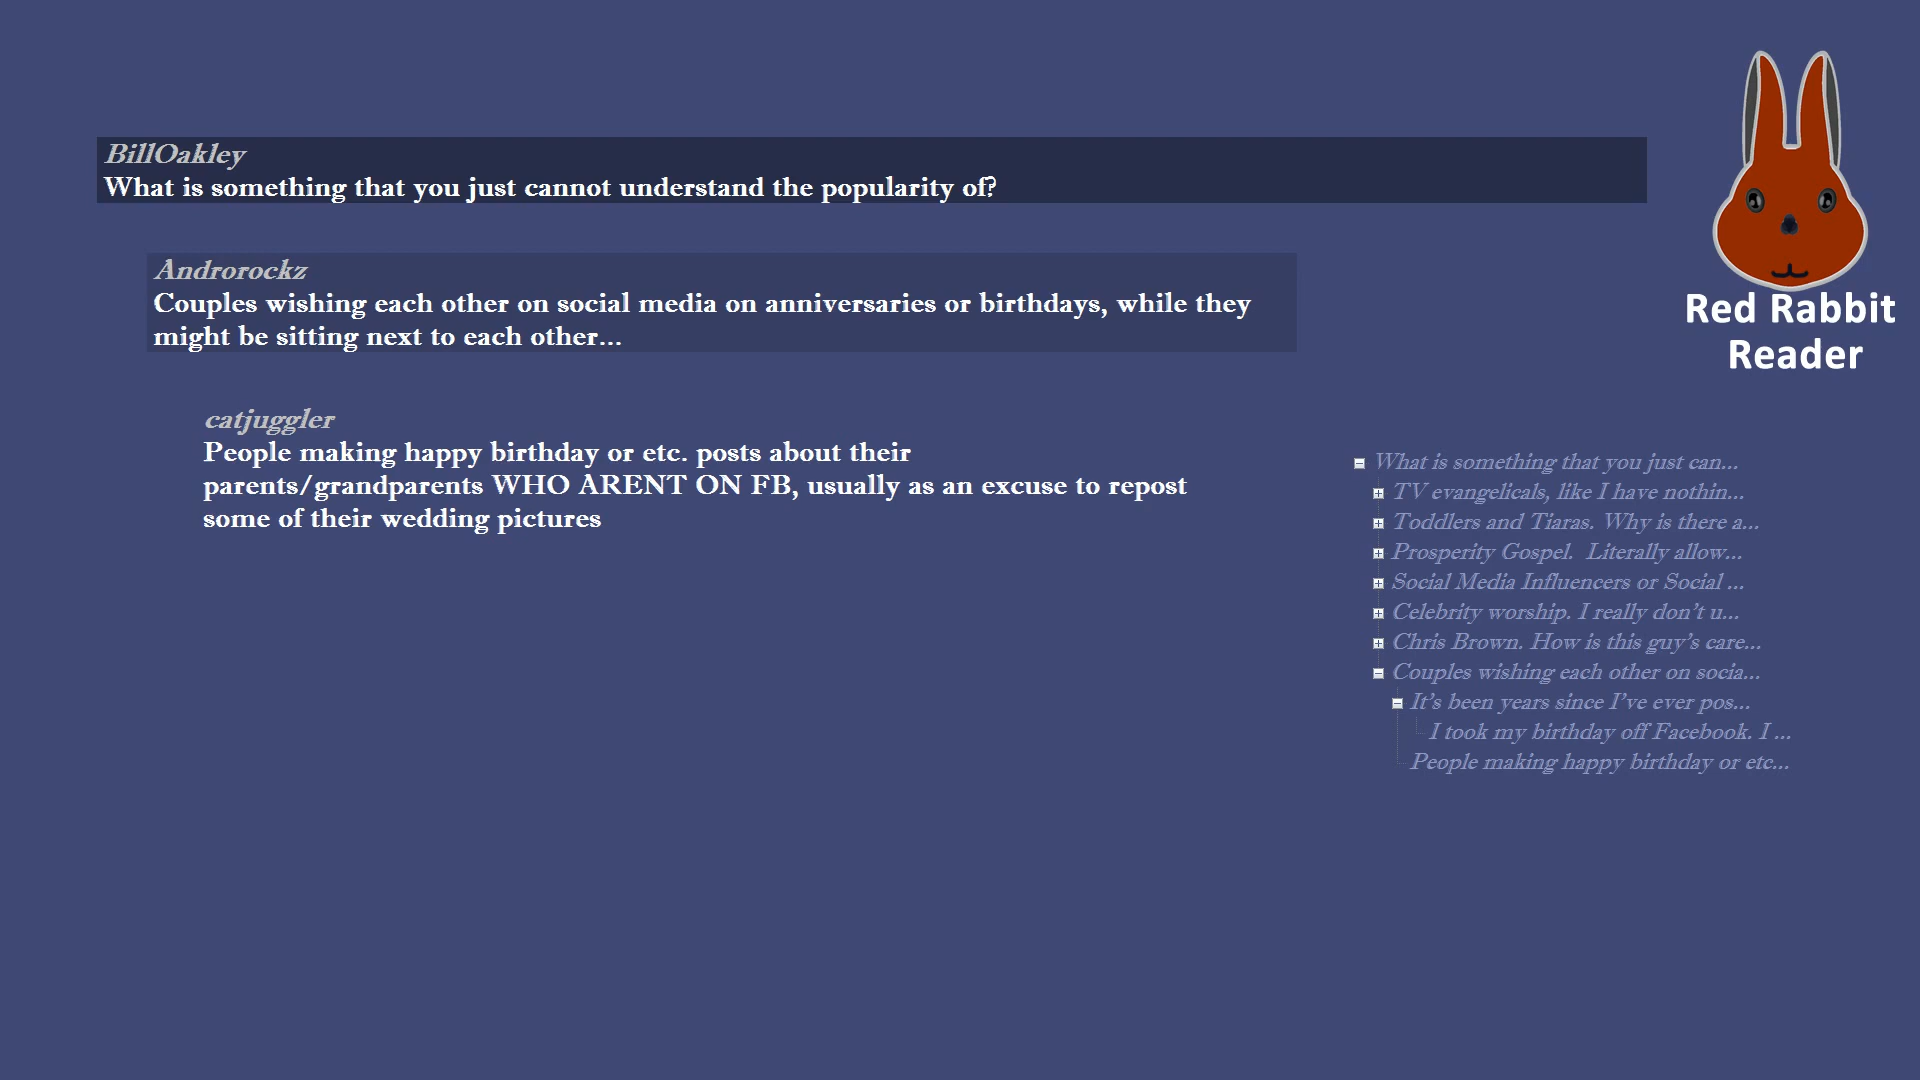 BillOakley
What is something that you just cannot understand the popularity of?
Androrockz
Couples wishing each other on social media on anniversaries or birthdays, while they
might be sitting next to each other...
catjuggler
People making happy birthday or etc. posts about their
parents/grandparents WHO ARENT ON FB, usually as an excuse to repost
some of their wedding pictures
Red Rabbit
Reader
What is something that you just can...
TV evangelicals, like I have nothin...
Toddlers and Tiaras. Why is there a...
Prosperity Gospel.  Literally allow...
Social Media Influencers or Social ...
Celebrity worship. I really don't u...
Chris Brown. How is this guy's care...
Couples wishing each other on socia...
It's been years since I've ever pos...
I took my birthday off Facebook. I ...
People making happy birthday or etc...